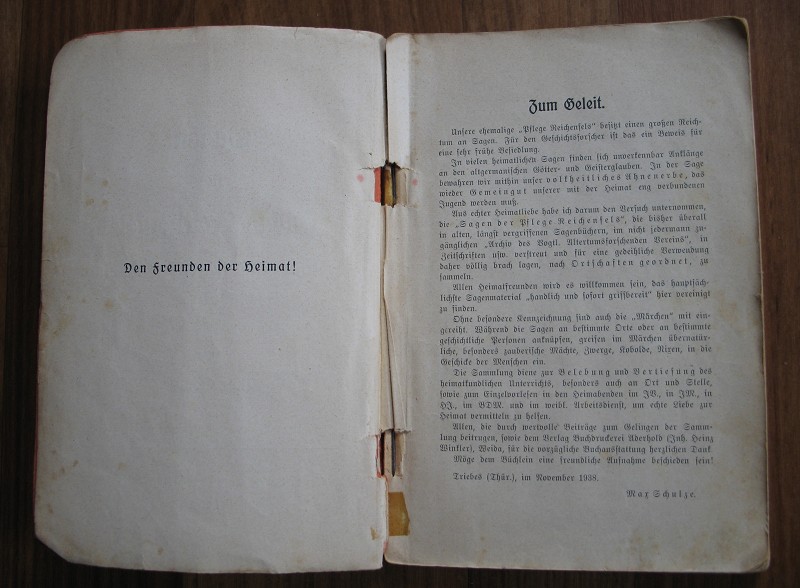 Den Freunden der Heimat!
Zum Geleit.
Unsere ehemalige „Pflege Reichenfels“ besitzt einen großen Reich-
tum an Sagen. Für den Geschichtsforscher ist das ein Beweis für
eine sehr frühe Besiedlung.
In vielen heimatlichen Sagen finden sich unverkennbar Anklänge
an den altgermanischen Götter- und Geisterglauben. In der Sage
bewahren wir mithin unser volkheitliches Ahnenerbe, das
wieder Gemeingut unserer mit der Heimat eng verbundenen
Jugend werden muß.
Aus echter Heimatliebe habe ich darum den Versuch unternommen,
die „Sagen der Pflege Reichenfels“, die bisher überall
in alten, längst vergriffenen Sagenbüchern, im nicht jedermann zu-
gänglichen „Archiv des Vogtl. Altertumsforschenden Vereins“, in
Zeitschriften usw. verstreut und für eine gedeihliche Verwendung
daher völlig brach lagen, nach Ortschaften geordnet, zu
sammeln.
Allen Heimatfreunden wird es willkommen sein, das hauptsäch-
lichste Sagenmaterial „handlich und sofort griffbereit“ hier vereinigt
zu finden.
Ohne besondere Kennzeichnung sind auch die „Märchen“ mit ein-
gereiht. Während die Sagen an bestimmte Orte oder an bestimmte
geschichtliche Personen anknüpfen, greifen im Märchen übernatür-
liche, besonders zauberische Mächte, Zwerge, Kobolde, Nixen, in die
Geschicke der Menschen ein.
Die Sammlung diene zur Belebung und Vertiefung des
heimatkundlichen Unterrichts, besonders auch an Ort und Stelle,
sowie zum Einzelvorlesen in den Heimabenden im JV., in JM., in
HJ., im BDM. und im weibl. Arbeitsdienst, um echte Liebe zur
Heimat vermitteln zu helfen.
Allen, die durch wertvolle Beiträge zum Gelingen der Samm-
lung beitrugen, sowie dem Verlag Buchdruckerei Aderhold (Inh. Heinz
Winkler), Weida, für die vorzügliche Buchausstattung herzlichen Dank
Möge dem Büchlein eine freundliche Aufnahme beschieden sein!
Triebes (Thür.), im November 1938.
Max Schulze.